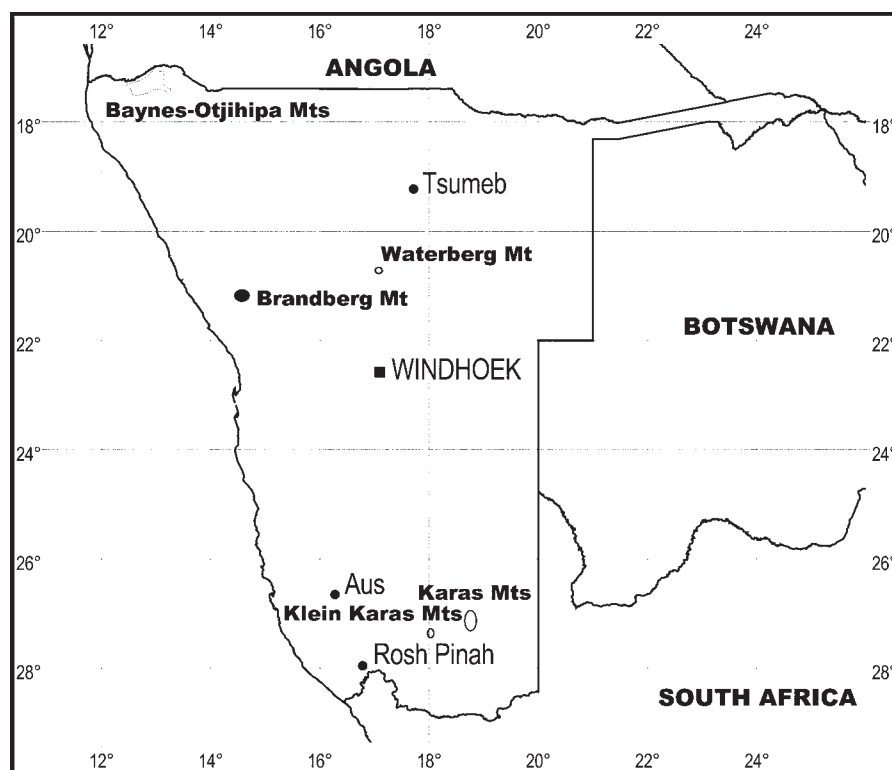 12° 14° 16° 18° 20° 22° 24°
ANGOLA
Baynes-Otjihipa Mts
18° 18°
Tsumeb
20° 20°
Waterberg Mt
Brandberg Mt
BOTSWANA
22° 22°
WINDHOEK
24° 24°
26° 26°
Aus
Karas Mts
Klein Karas Mts
Rosh Pinah
28° 28°
SOUTH AFRICA
12° 14° 16° 18° 20° 22° 24°